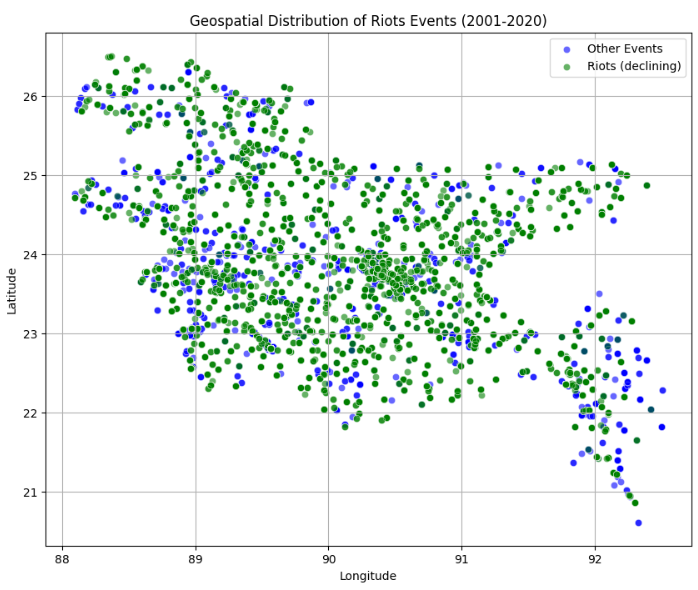 Geospatial Distribution of Riots Events (2001-2020)
Other Events
Riots (declining)
26
25
24
23
22
21
Latitude
88
89
90
91
92
Longitude